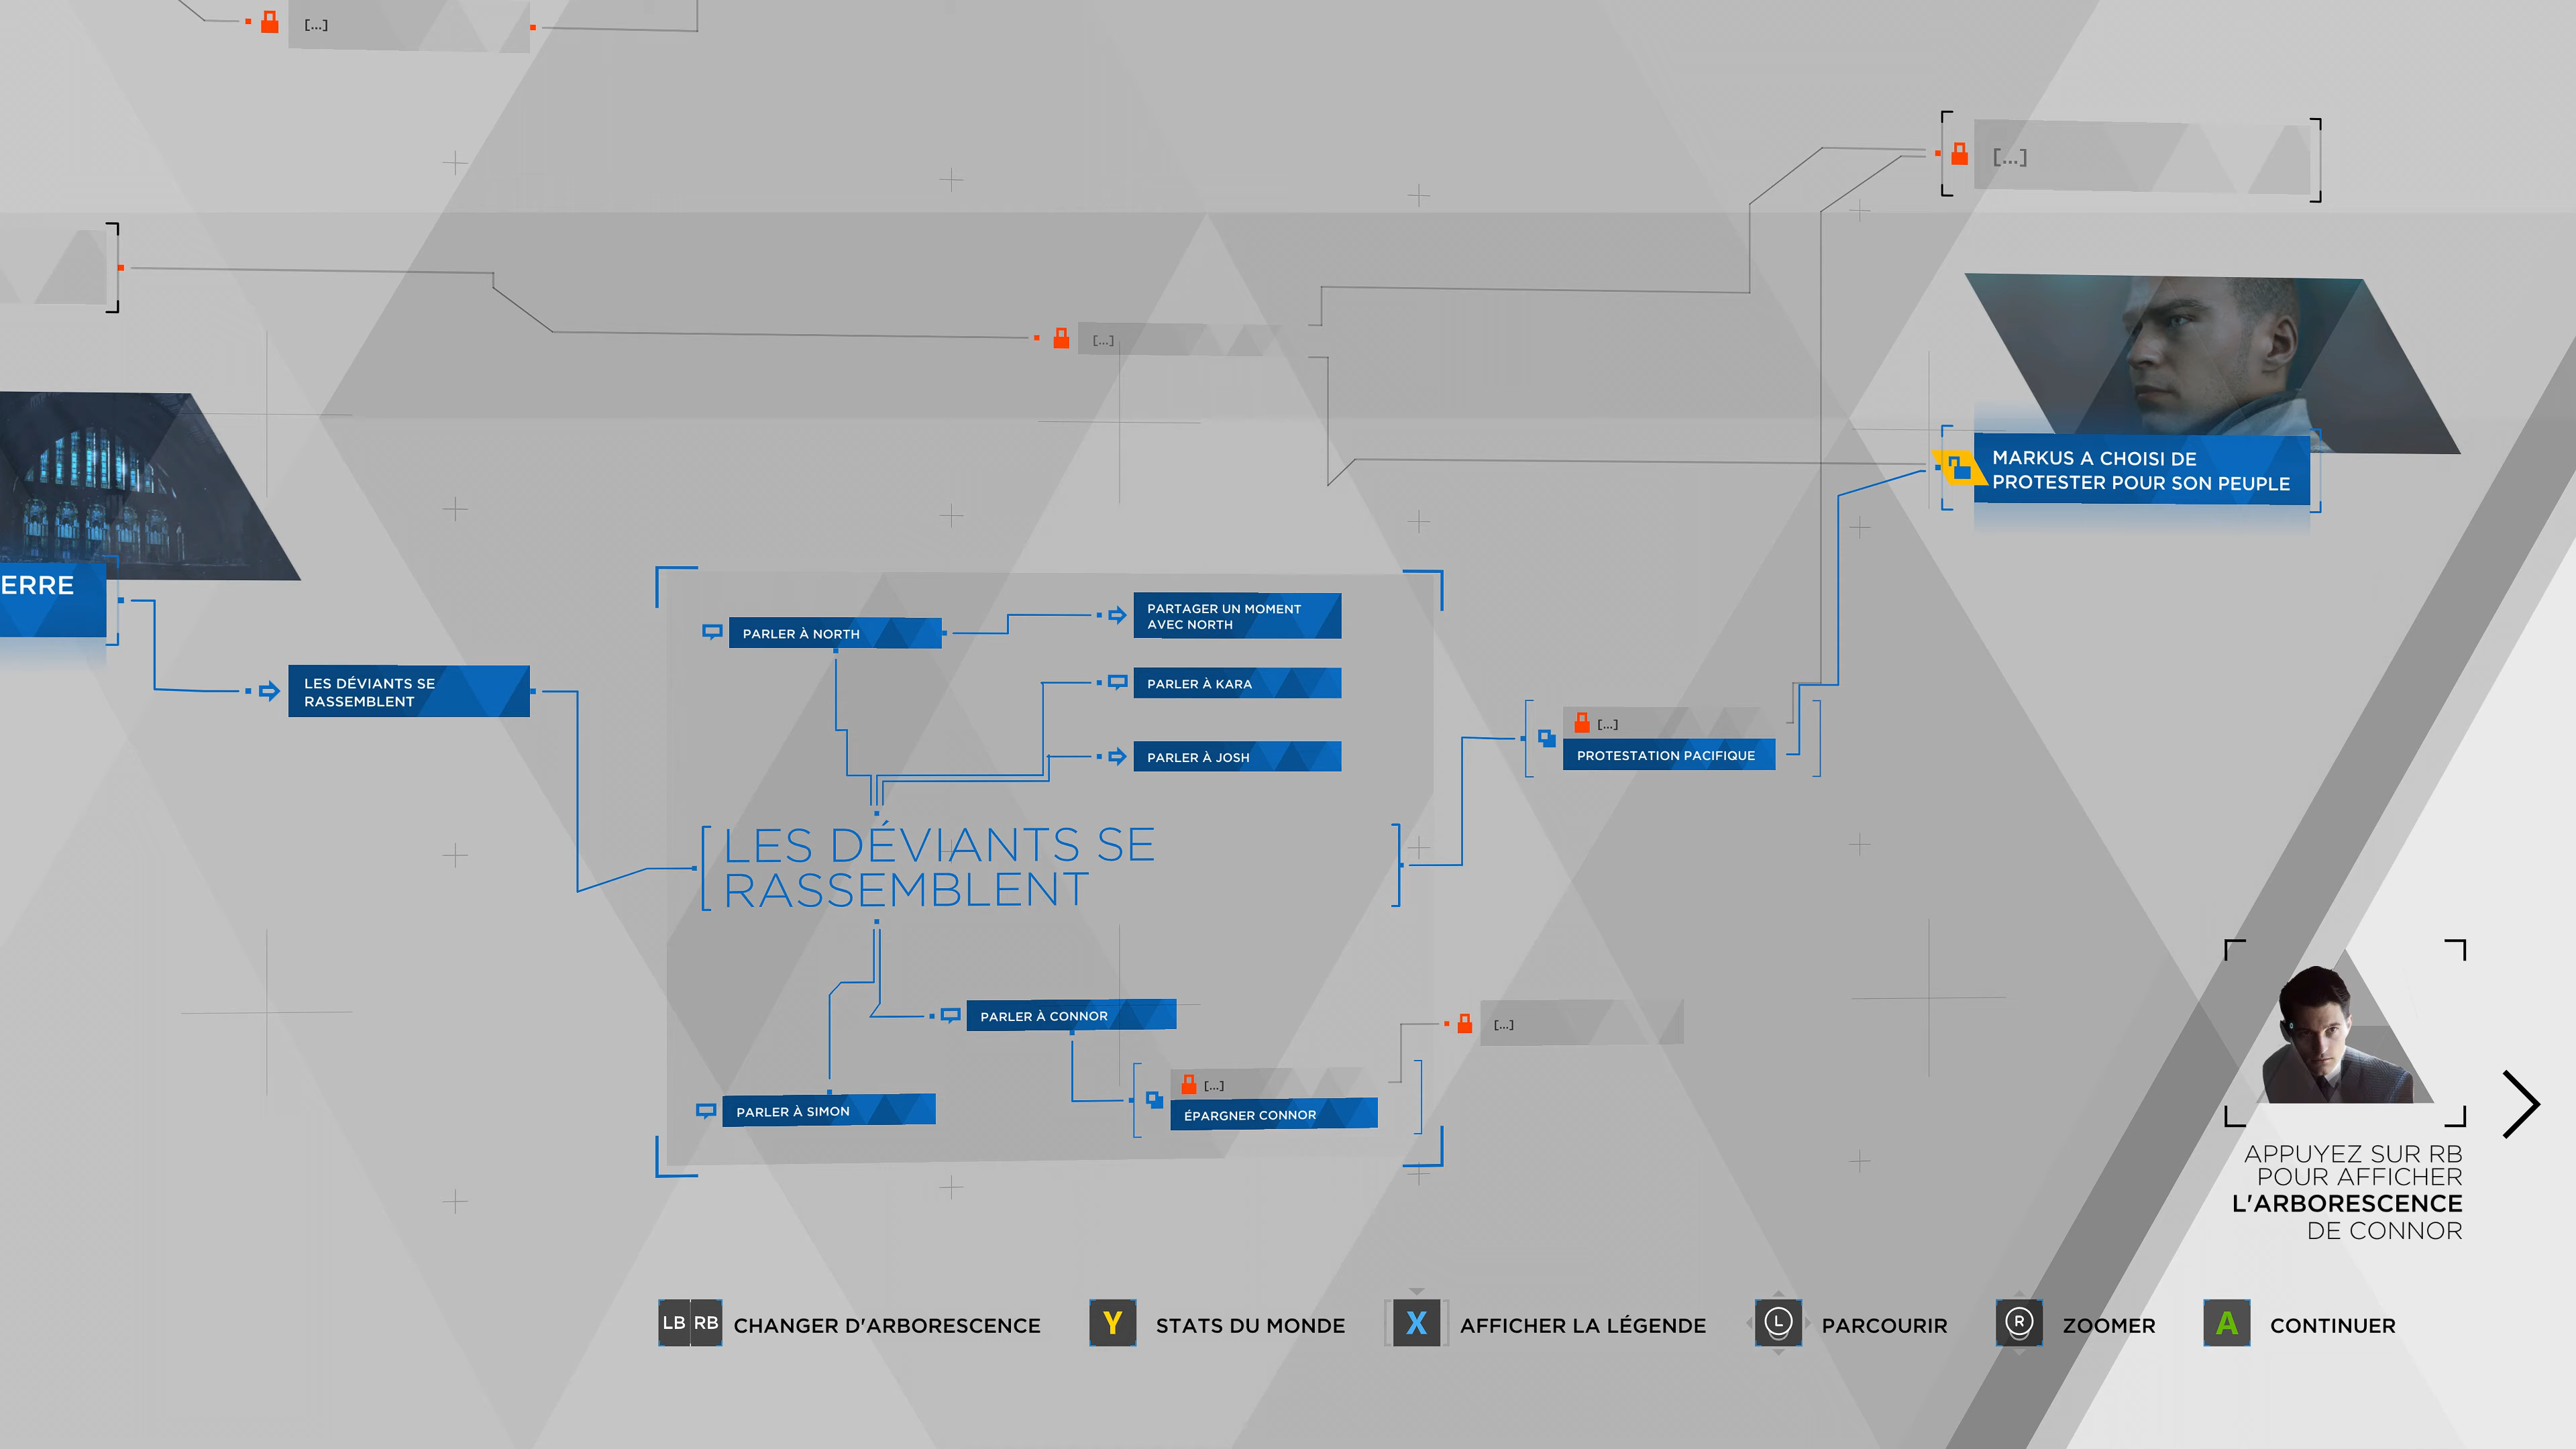 [...]
[...]
[...]
MARKUS A CHOISI DE
PROTESTER POUR SON PEUPLE
ERRE
LES DÉVIANTS SE
RASSEMBLENT
PARLER À NORTH
PARTAGER UN MOMENT
AVEC NORTH
PARLER À KARA
PARLER À JOSH
[...]
PROTESTATION PACIFIQUE
LES DÉVIANTS SE
RASSEMBLENT
PARLER À CONNOR
[...]
[...]
ÉPARGNER CONNOR
PARLER À SIMON
APPUYEZ SUR RB
POUR AFFICHER
L'ARBORESCENCE
DE CONNOR
LB RB CHANGER D'ARBORESCENCE
Y STATS DU MONDE
X AFFICHER LA LÉGENDE
L PARCOURIR
R ZOOMER
A CONTINUER